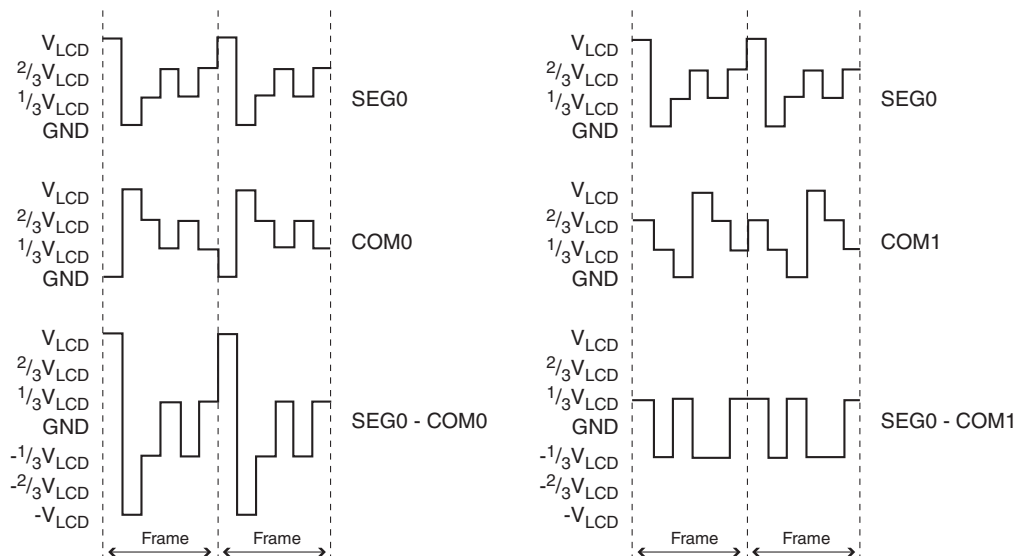 V_LCD
2/3V_LCD
1/3V_LCD
GND
SEG0
V_LCD
2/3V_LCD
1/3V_LCD
GND
COM0
V_LCD
2/3V_LCD
1/3V_LCD
GND
-1/3V_LCD
-2/3V_LCD
-V_LCD
SEG0 - COM0
Frame
Frame
V_LCD
2/3V_LCD
1/3V_LCD
GND
SEG0
V_LCD
2/3V_LCD
1/3V_LCD
GND
COM1
V_LCD
2/3V_LCD
1/3V_LCD
GND
-1/3V_LCD
-2/3V_LCD
-V_LCD
SEG0 - COM1
Frame
Frame